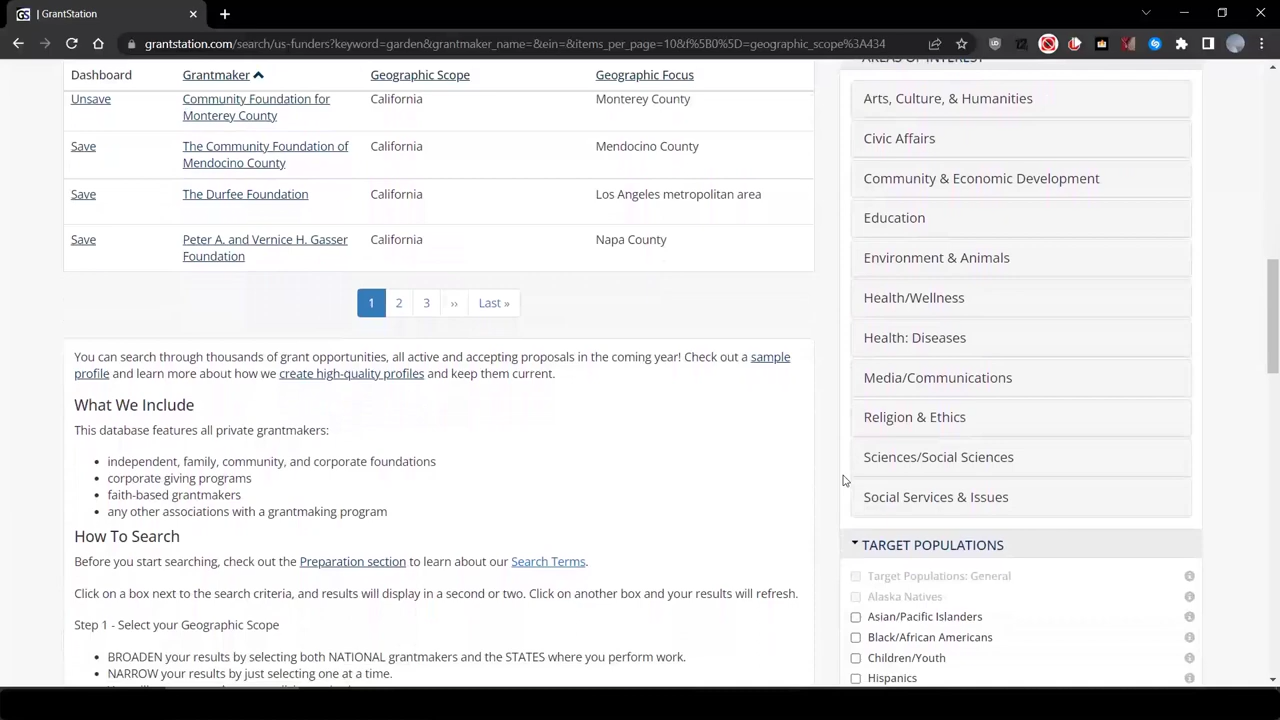 GS | GrantStation
grantstation.com/search/us-funders?keyword=garden&grantmaker_name=&ein=&items_per_page=10&f%5B0%5D=geographic_scope%3A434
Dashboard Grantmaker Geographic Scope Geographic Focus
Unsave Community Foundation for Monterey County California Monterey County
Save The Community Foundation of Mendocino County California Mendocino County
Save The Durfee Foundation California Los Angeles metropolitan area
Save Peter A. and Vernice H. Gasser Foundation California Napa County
1 2 3 ›› Last »
You can search through thousands of grant opportunities, all active and accepting proposals in the coming year! Check out a sample
profile and learn more about how we create high-quality profiles and keep them current.
What We Include
This database features all private grantmakers:
• independent, family, community, and corporate foundations
• corporate giving programs
• faith-based grantmakers
• any other associations with a grantmaking program
How To Search
Before you start searching, check out the Preparation section to learn about our Search Terms.
Click on a box next to the search criteria, and results will display in a second or two. Click on another box and your results will refresh.
Step 1 - Select your Geographic Scope
• BROADEN your results by selecting both NATIONAL grantmakers and the STATES where you perform work.
• NARROW your results by just selecting one at a time.
AREAS OF INTEREST
Arts, Culture, & Humanities
Civic Affairs
Community & Economic Development
Education
Environment & Animals
Health/Wellness
Health: Diseases
Media/Communications
Religion & Ethics
Sciences/Social Sciences
Social Services & Issues
TARGET POPULATIONS
Target Populations: General
Alaska Natives
Asian/Pacific Islanders
Black/African Americans
Children/Youth
Hispanics